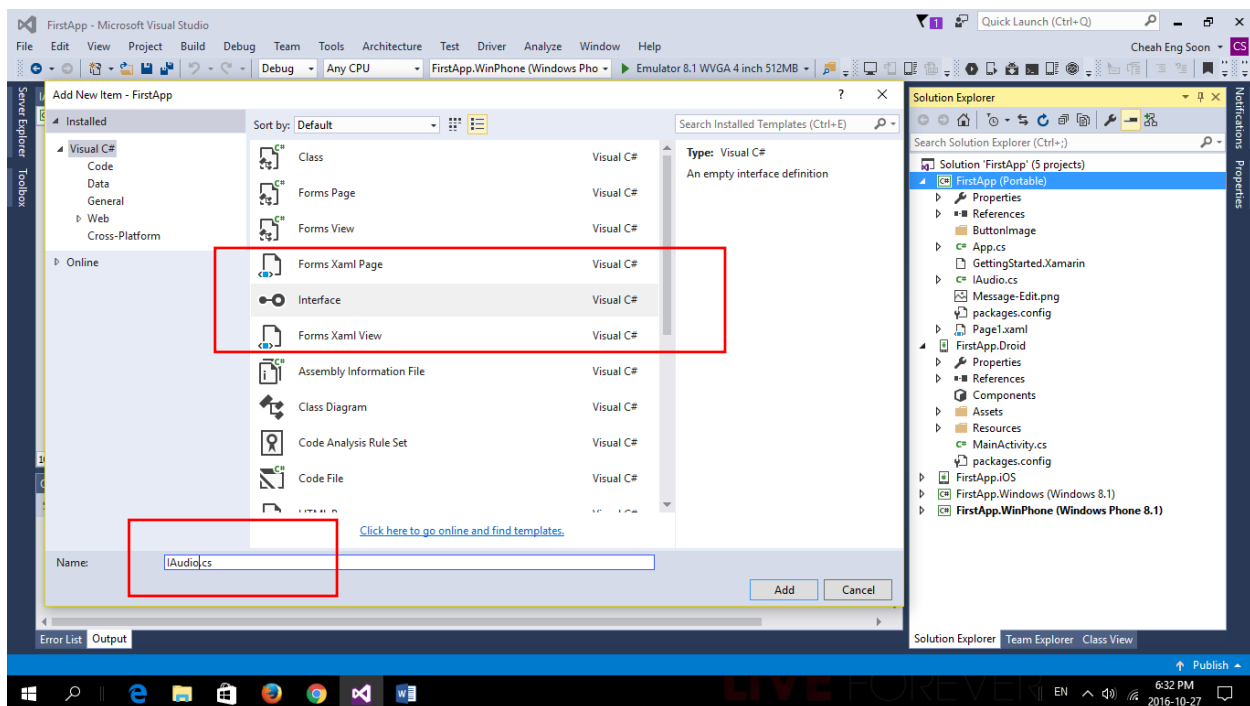 FirstApp - Microsoft Visual Studio
1
Quick Launch (Ctrl+Q)
File Edit View Project Build Debug Team Tools Architecture Test Driver Analyze Window Help
Cheah Eng Soon CS
Debug Any CPU FirstApp.WinPhone (Windows Pho Emulator 8.1 WVGA 4 inch 512MB
Server Explorer
Toolbox
Add New Item - FirstApp
? ×
Installed
Visual C#
Code
Data
General
Web
Cross-Platform
Online
Sort by: Default
Search Installed Templates (Ctrl+E)
Class Visual C#
Forms Page Visual C#
Forms View Visual C#
Forms Xaml Page Visual C#
Interface Visual C#
Forms Xaml View Visual C#
Assembly Information File Visual C#
Class Diagram Visual C#
Code Analysis Rule Set Visual C#
Code File Visual C#
Type: Visual C#
An empty interface definition
Click here to go online and find templates.
Name: IAudio.cs
Add Cancel
Error List Output
Solution Explorer
Search Solution Explorer (Ctrl+;)
Solution 'FirstApp' (5 projects)
FirstApp (Portable)
Properties
References
ButtonImage
App.cs
GettingStarted.Xamarin
IAudio.cs
Message-Edit.png
packages.config
Page1.xaml
FirstApp.Droid
Properties
References
Components
Assets
Resources
MainActivity.cs
packages.config
FirstApp.iOS
FirstApp.Windows (Windows 8.1)
FirstApp.WinPhone (Windows Phone 8.1)
Solution Explorer Team Explorer Class View
Notifications
Properties
Publish
LIVE FOREVER
EN
6:32 PM
2016-10-27